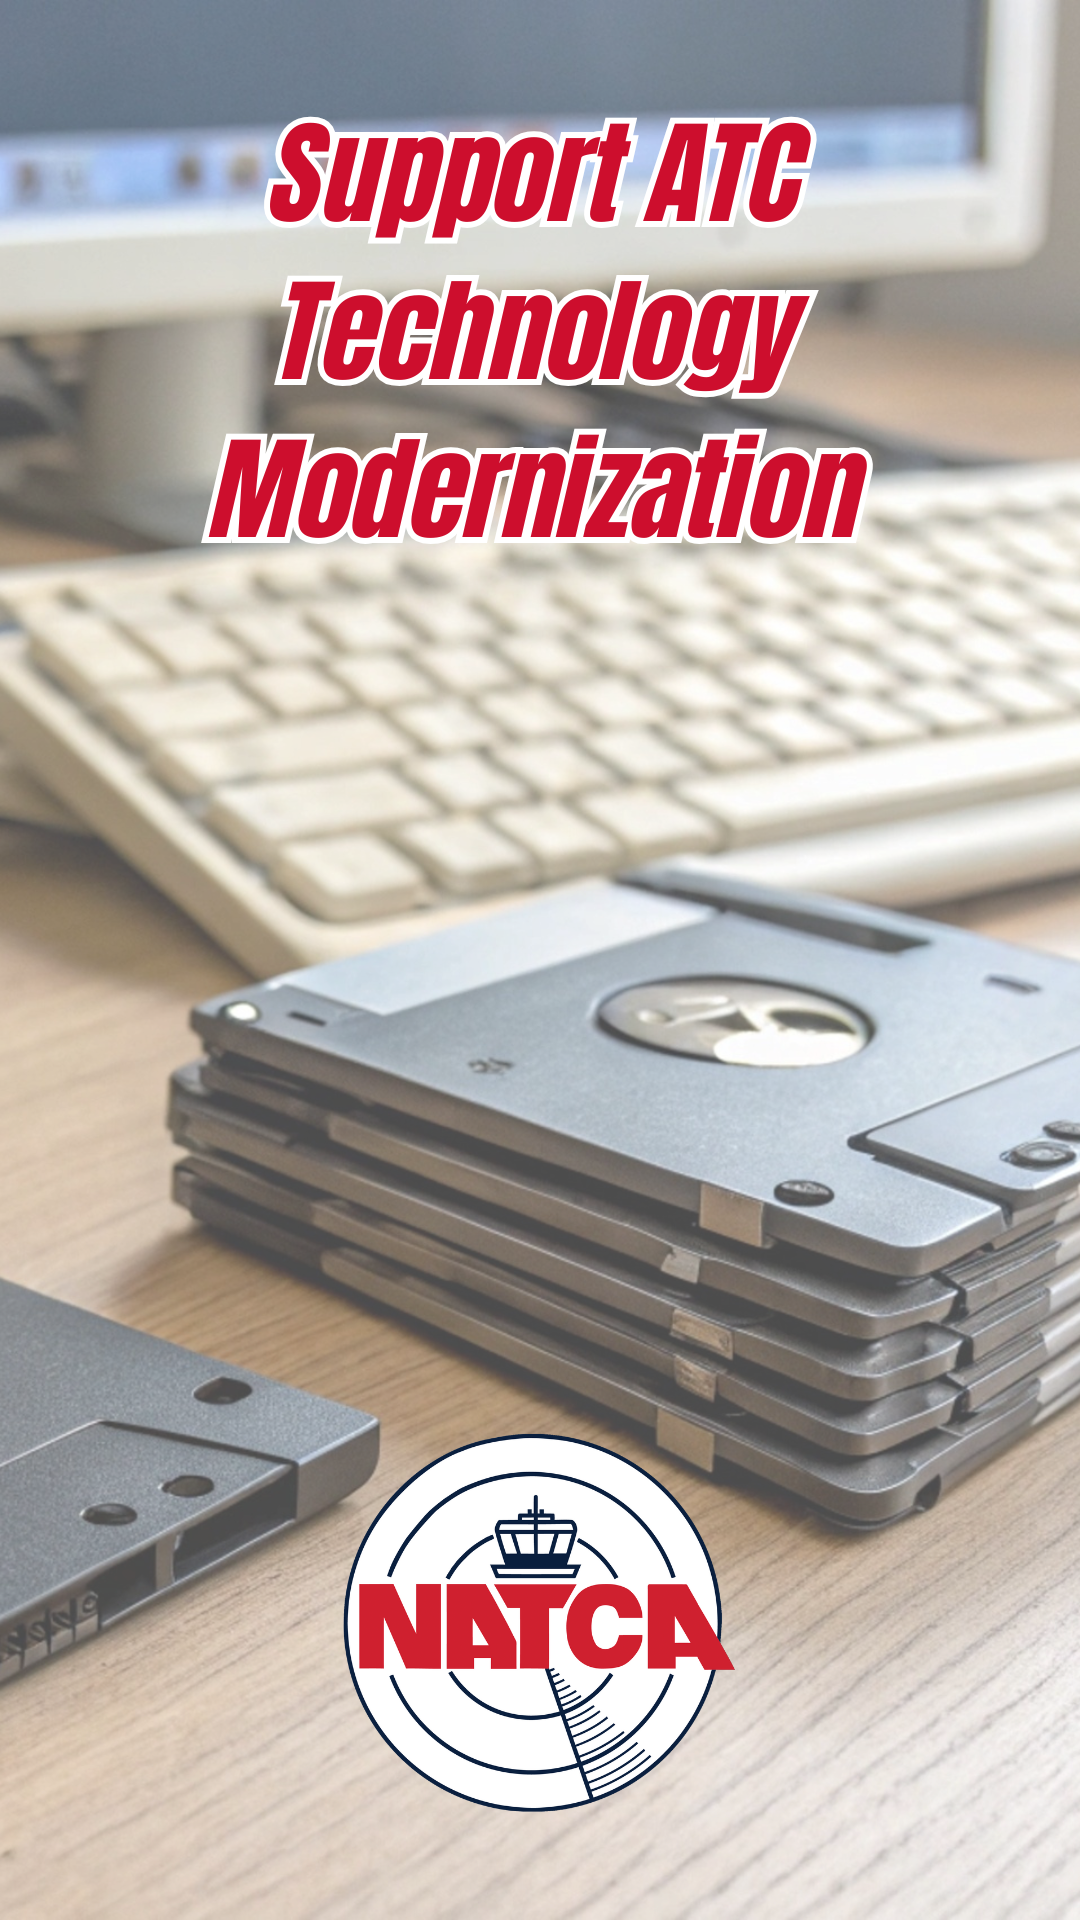 Support ATC
Technology
Modernization
NATCA